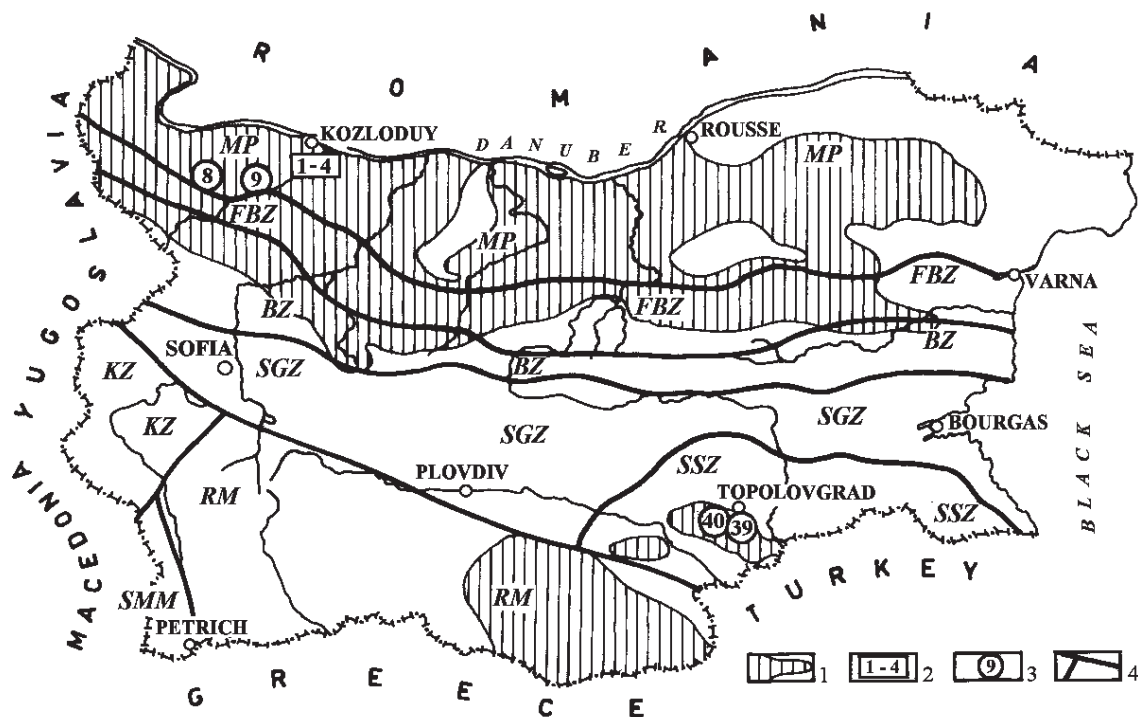 ROMANIA
YUGOSLAVIA
MACEDONIA
GREECE
TURKEY
BLACK SEA
DANUBE R
KOZLODUY
1-4
ROUSSE
MP
MP
MP
8
9
FBZ
FBZ
FBZ
VARNA
BZ
BZ
BZ
SOFIA
KZ
KZ
SGZ
SGZ
SGZ
BOURGAS
PLOVDIV
SSZ
SSZ
TOPOLOVGRAD
40
39
RM
RM
SMM
PETRICH
1
1-4 2
9 3
4